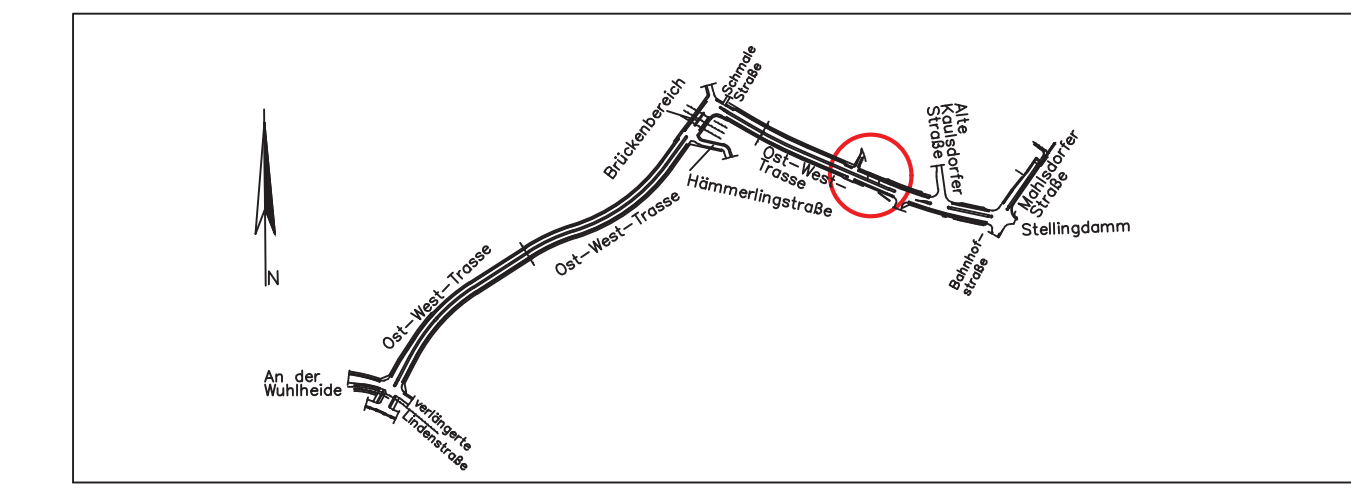 Schmale
Straße
Brückenbereich
Alte
Kaulsdorfer
Straße
Mahlsdorfer
Straße
Ost-West-
Trasse
Hämmerlingstraße
Stellingdamm
Bahnhof-
straße
Ost-West-Trasse
Ost-West-Trasse
N
An der
Wuhlheide
verlängerte
Lindenstraße